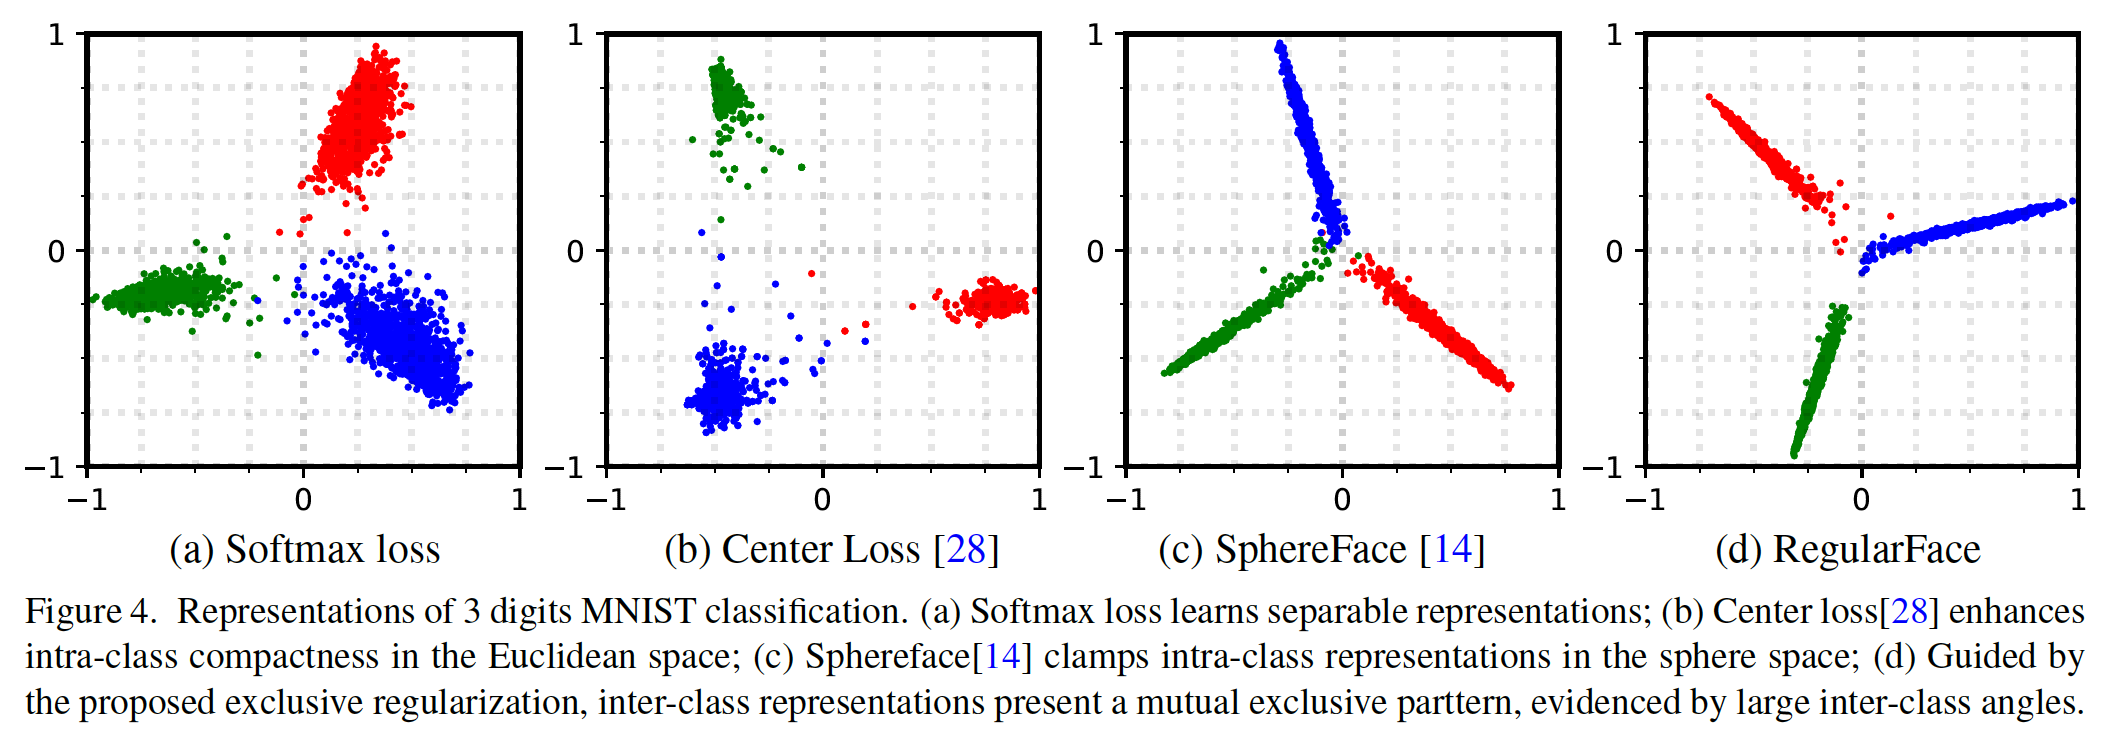 1
0
−1
−1 0 1
(a) Softmax loss
1
0
−1
−1 0 1
(b) Center Loss [28]
1
0
−1
−1 0 1
(c) SphereFace [14]
1
0
−1
−1 0 1
(d) RegularFace
Figure 4. Representations of 3 digits MNIST classification. (a) Softmax loss learns separable representations; (b) Center loss[28] enhances
intra-class compactness in the Euclidean space; (c) Sphereface[14] clamps intra-class representations in the sphere space; (d) Guided by
the proposed exclusive regularization, inter-class representations present a mutual exclusive parttern, evidenced by large inter-class angles.